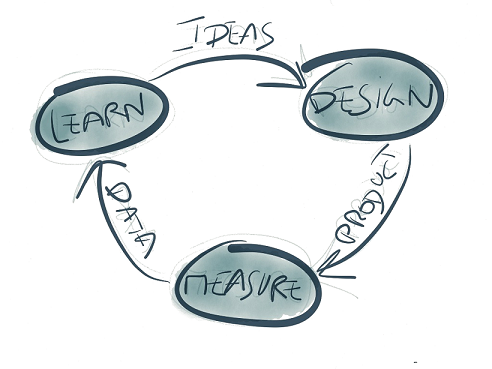 IDEAS
LEARN
DESIGN
DATA
PRODUCT
MEASURE